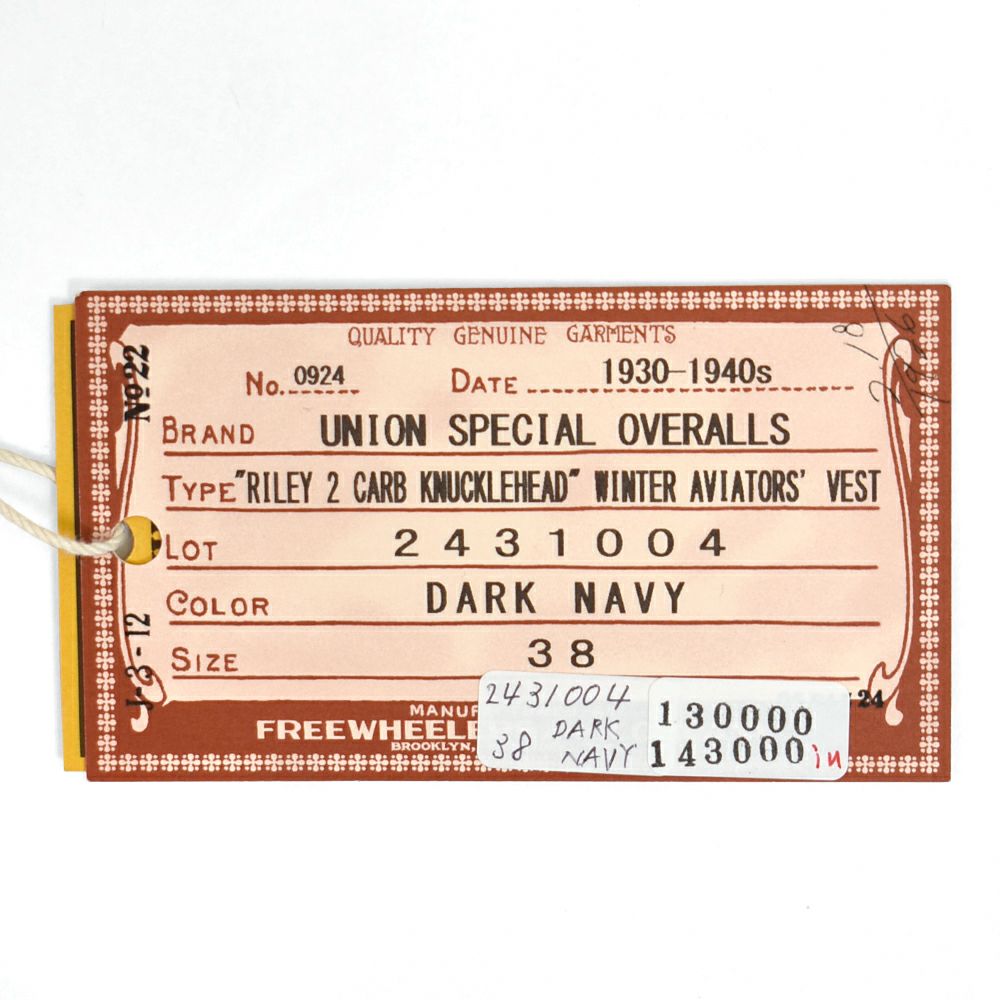 QUALITY GENUINE GARMENTS
No. 0924 DATE 1930-1940s
No 22
BRAND UNION SPECIAL OVERALLS
TYPE "RILEY 2 CARB KNUCKLEHEAD" WINTER AVIATORS' VEST
LOT 2431004
COLOR DARK NAVY
J-3-12
SIZE 38
24
MANUF
FREEWHEELE
BROOKLYN,
2431004
38 DARK
NAVY
130000
143000 in